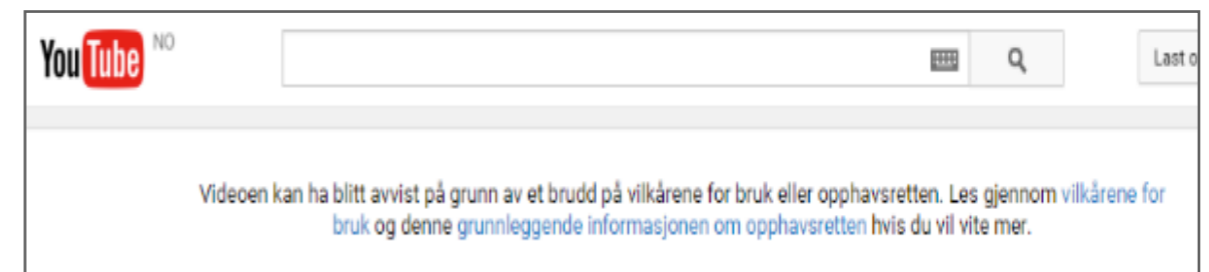 YouTube NO
Last o
Videoen kan ha blitt avvist på grunn av et brudd på vilkårene for bruk eller opphavsretten. Les gjennom vilkårene for
bruk og denne grunnleggende informasjonen om opphavsretten hvis du vil vite mer.